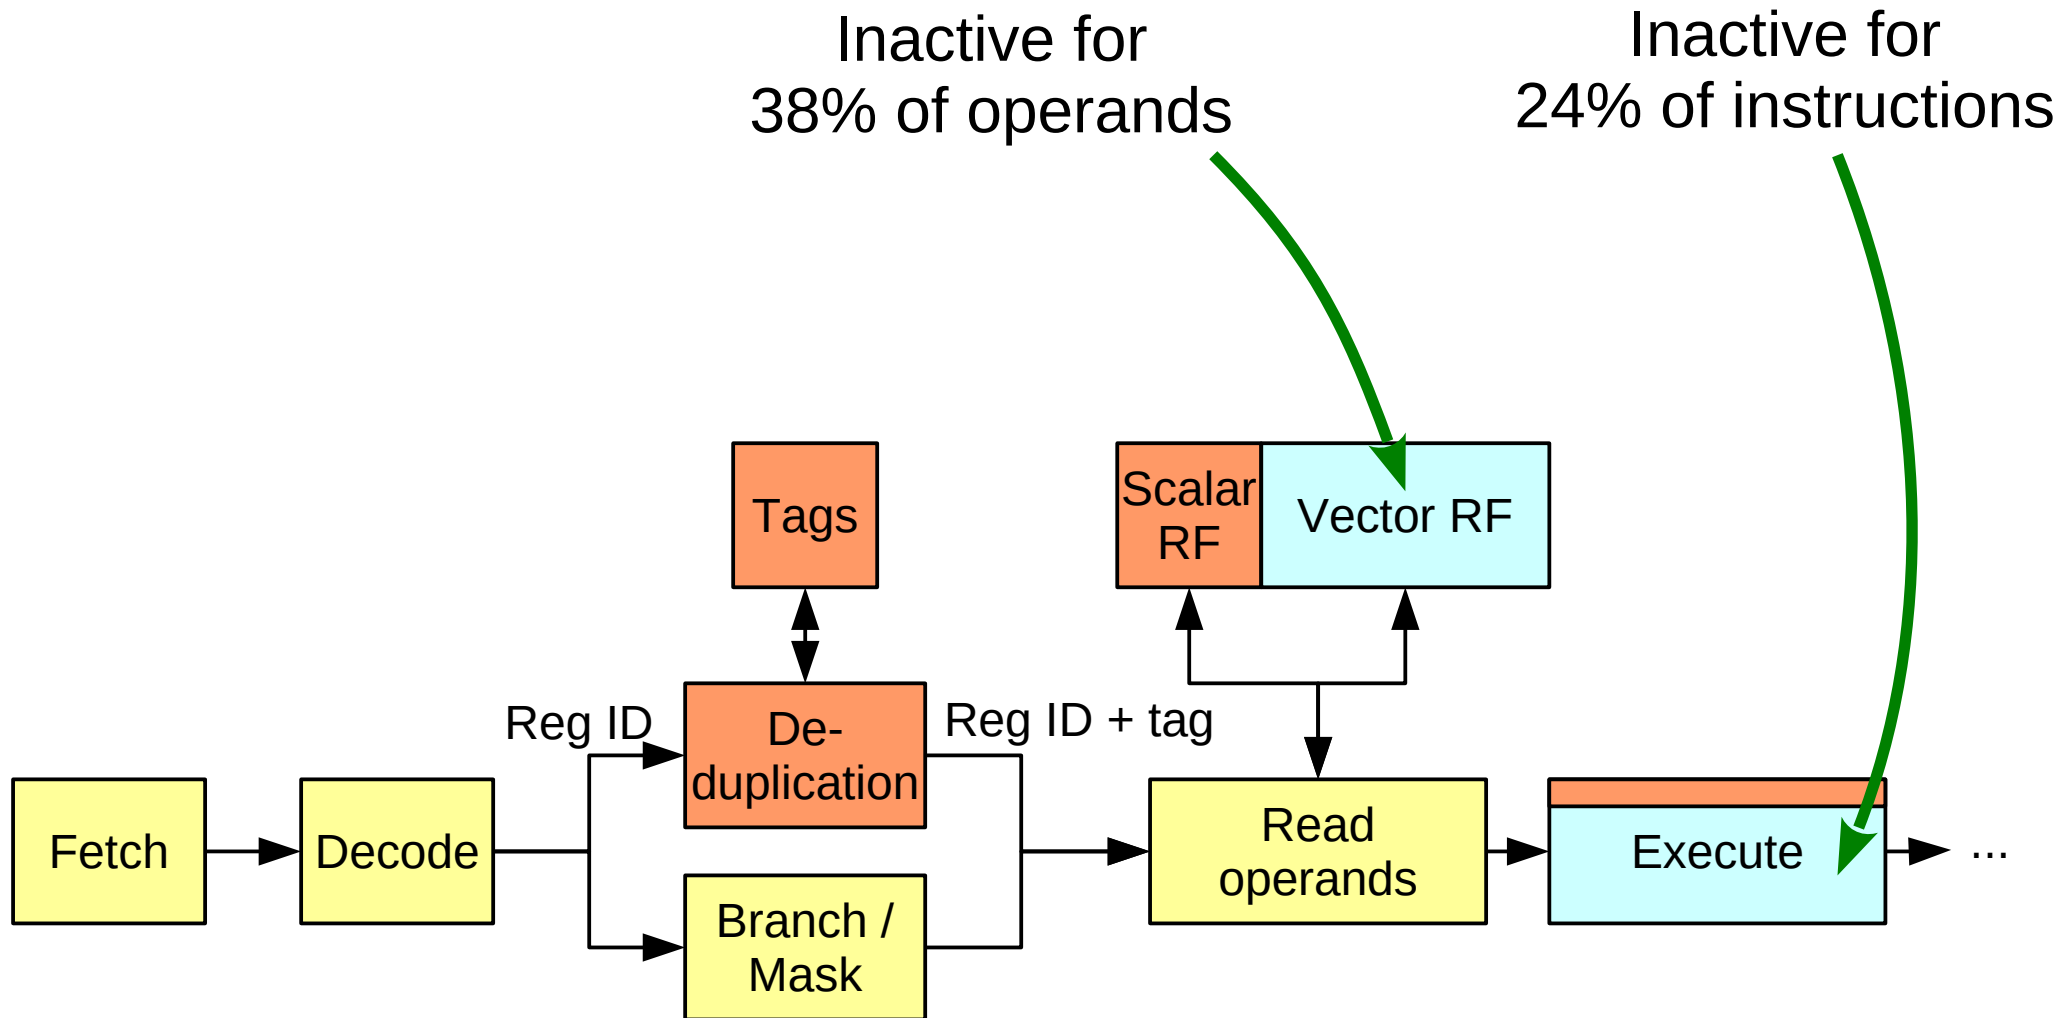 Inactive for
38% of operands
Inactive for
24% of instructions
Tags
Scalar
RF
Vector RF
Reg ID
De-
duplication
Reg ID + tag
Fetch
Decode
Branch /
Mask
Read
operands
Execute
...